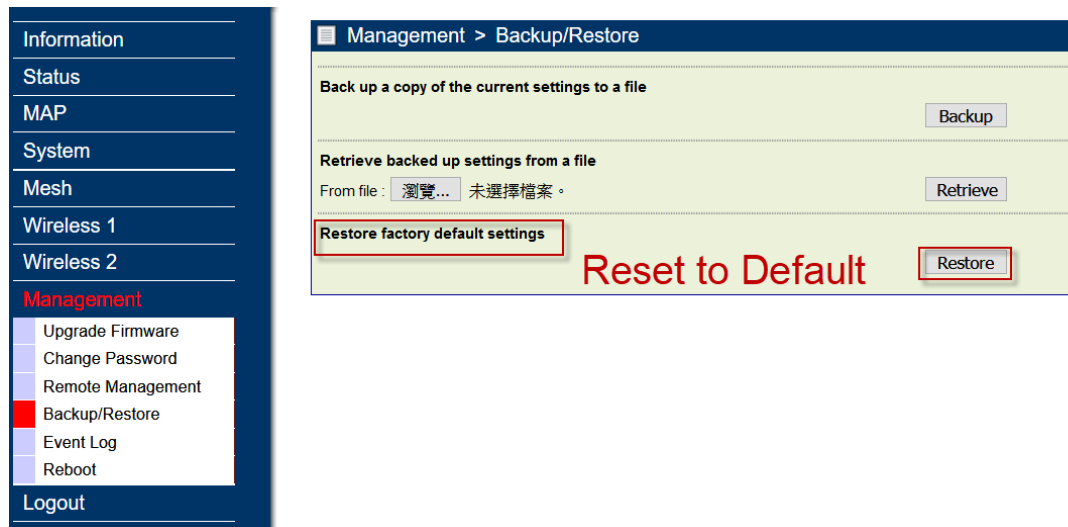 Information
Status
MAP
System
Mesh
Wireless 1
Wireless 2
Management
Upgrade Firmware
Change Password
Remote Management
Backup/Restore
Event Log
Reboot
Logout
Management > Backup/Restore
Back up a copy of the current settings to a file
Backup
Retrieve backed up settings from a file
From file : 瀏覽... 未選擇檔案。 Retrieve
Restore factory default settings
Reset to Default Restore